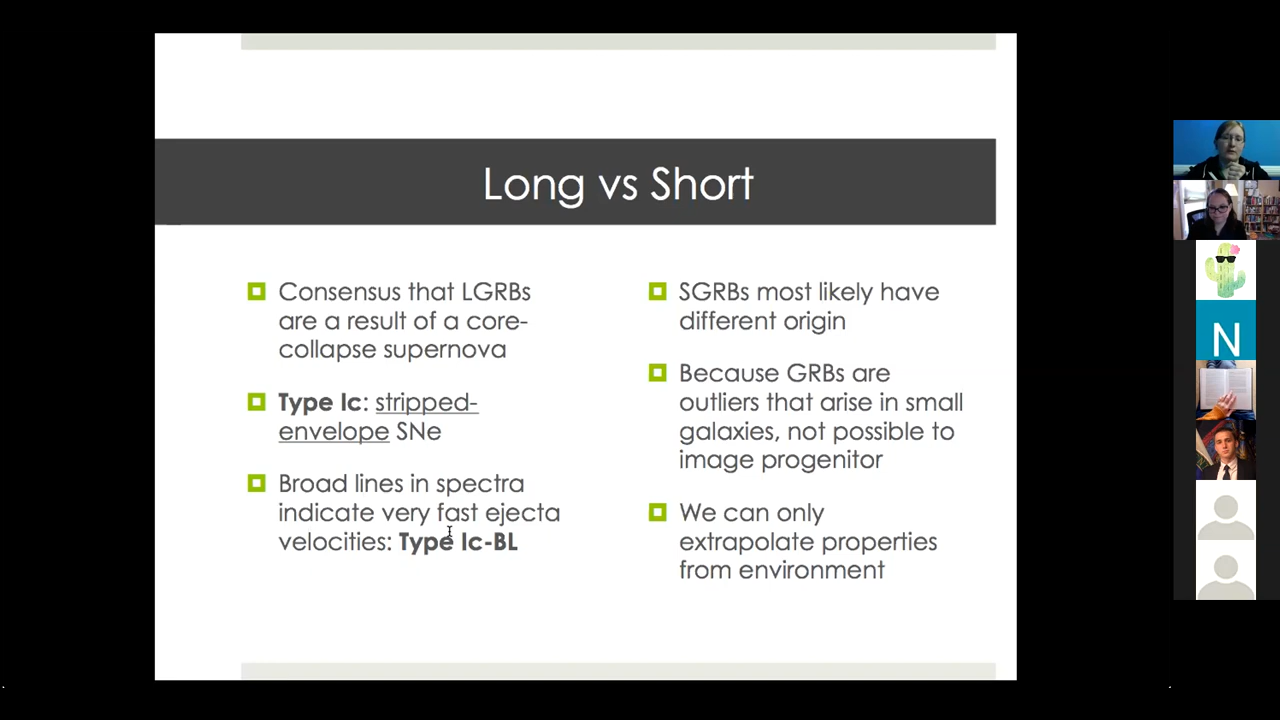 Long vs Short
Consensus that LGRBs
are a result of a core-
collapse supernova
Type Ic: stripped-
envelope SNe
Broad lines in spectra
indicate very fast ejecta
velocities: Type Ic-BL
SGRBs most likely have
different origin
Because GRBs are
outliers that arise in small
galaxies, not possible to
image progenitor
We can only
extrapolate properties
from environment
N